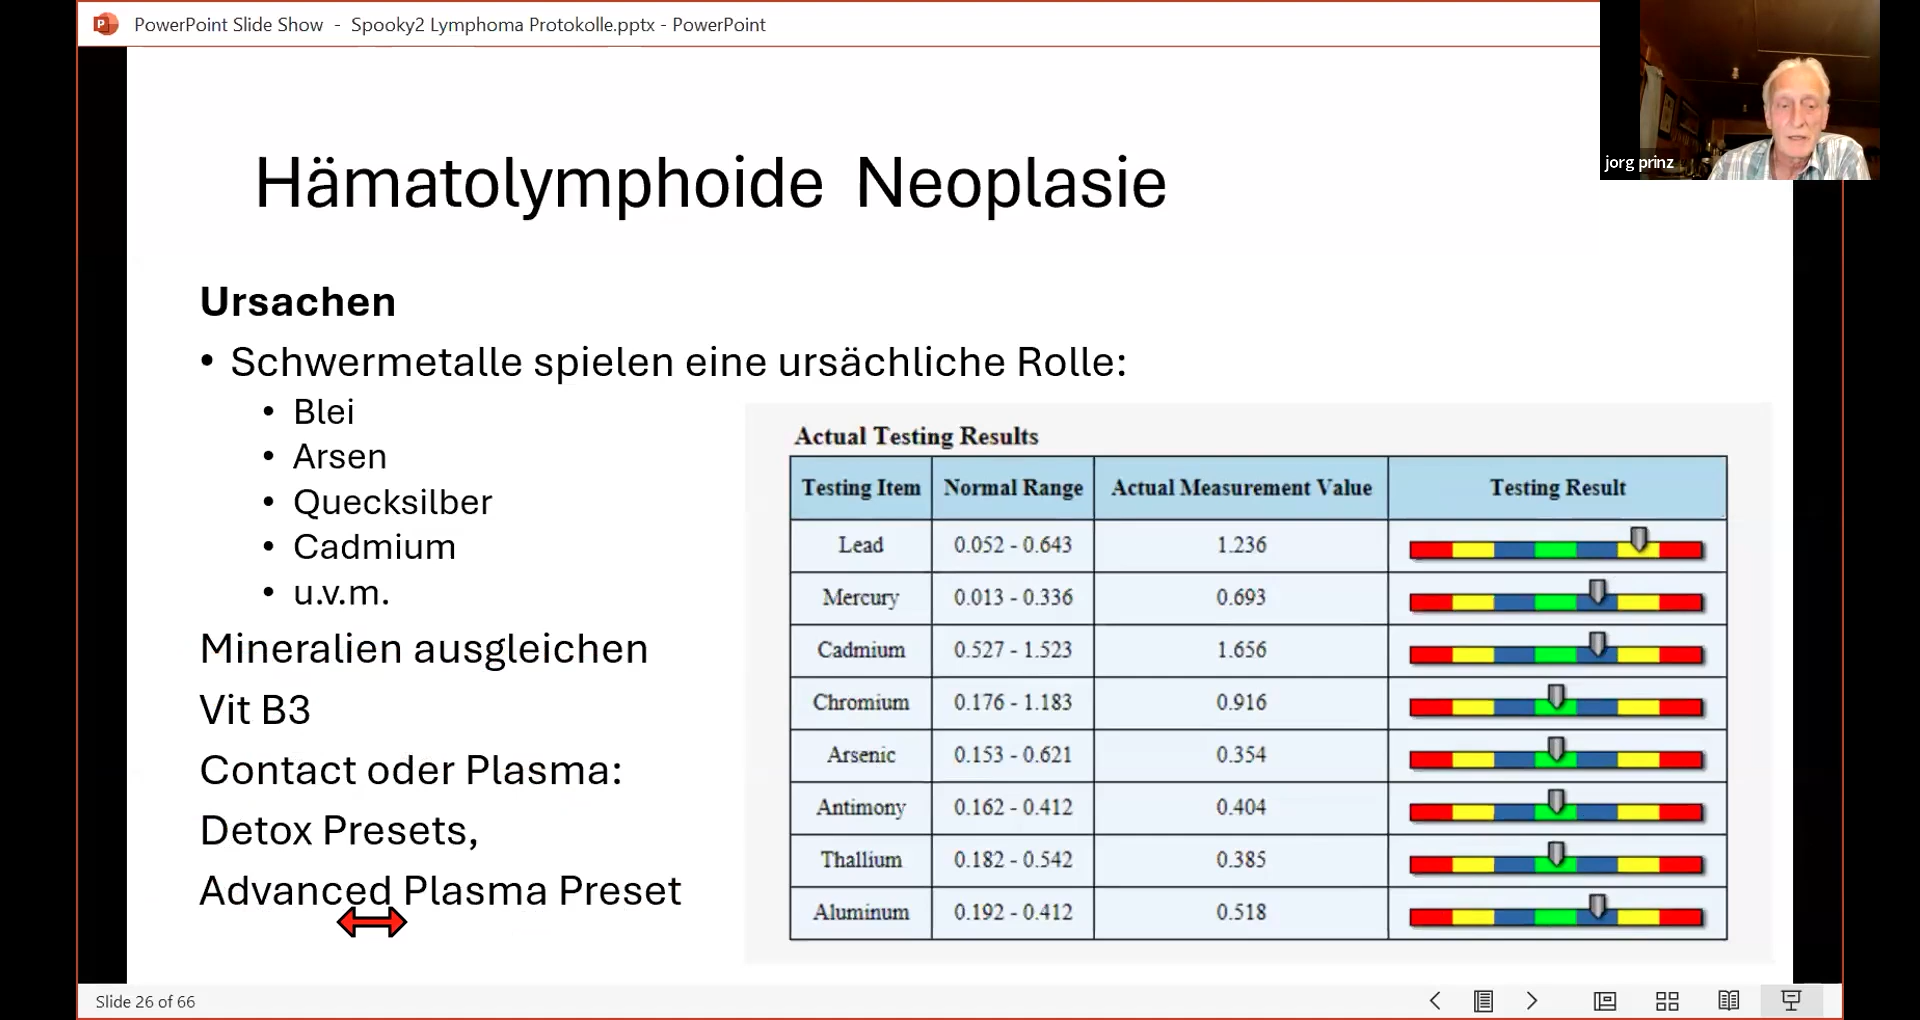 PowerPoint Slide Show - Spooky2 Lymphoma Protokolle.pptx - PowerPoint
jorg prinz
Hämatolymphoide Neoplasie
Ursachen
• Schwermetalle spielen eine ursächliche Rolle:
• Blei
• Arsen
• Quecksilber
• Cadmium
• u.v.m.
Mineralien ausgleichen
Vit B3
Contact oder Plasma:
Detox Presets,
Advanced Plasma Preset
Actual Testing Results
Testing Item Normal Range Actual Measurement Value Testing Result
Lead 0.052 - 0.643 1.236
Mercury 0.013 - 0.336 0.693
Cadmium 0.527 - 1.523 1.656
Chromium 0.176 - 1.183 0.916
Arsenic 0.153 - 0.621 0.354
Antimony 0.162 - 0.412 0.404
Thallium 0.182 - 0.542 0.385
Aluminum 0.192 - 0.412 0.518
Slide 26 of 66